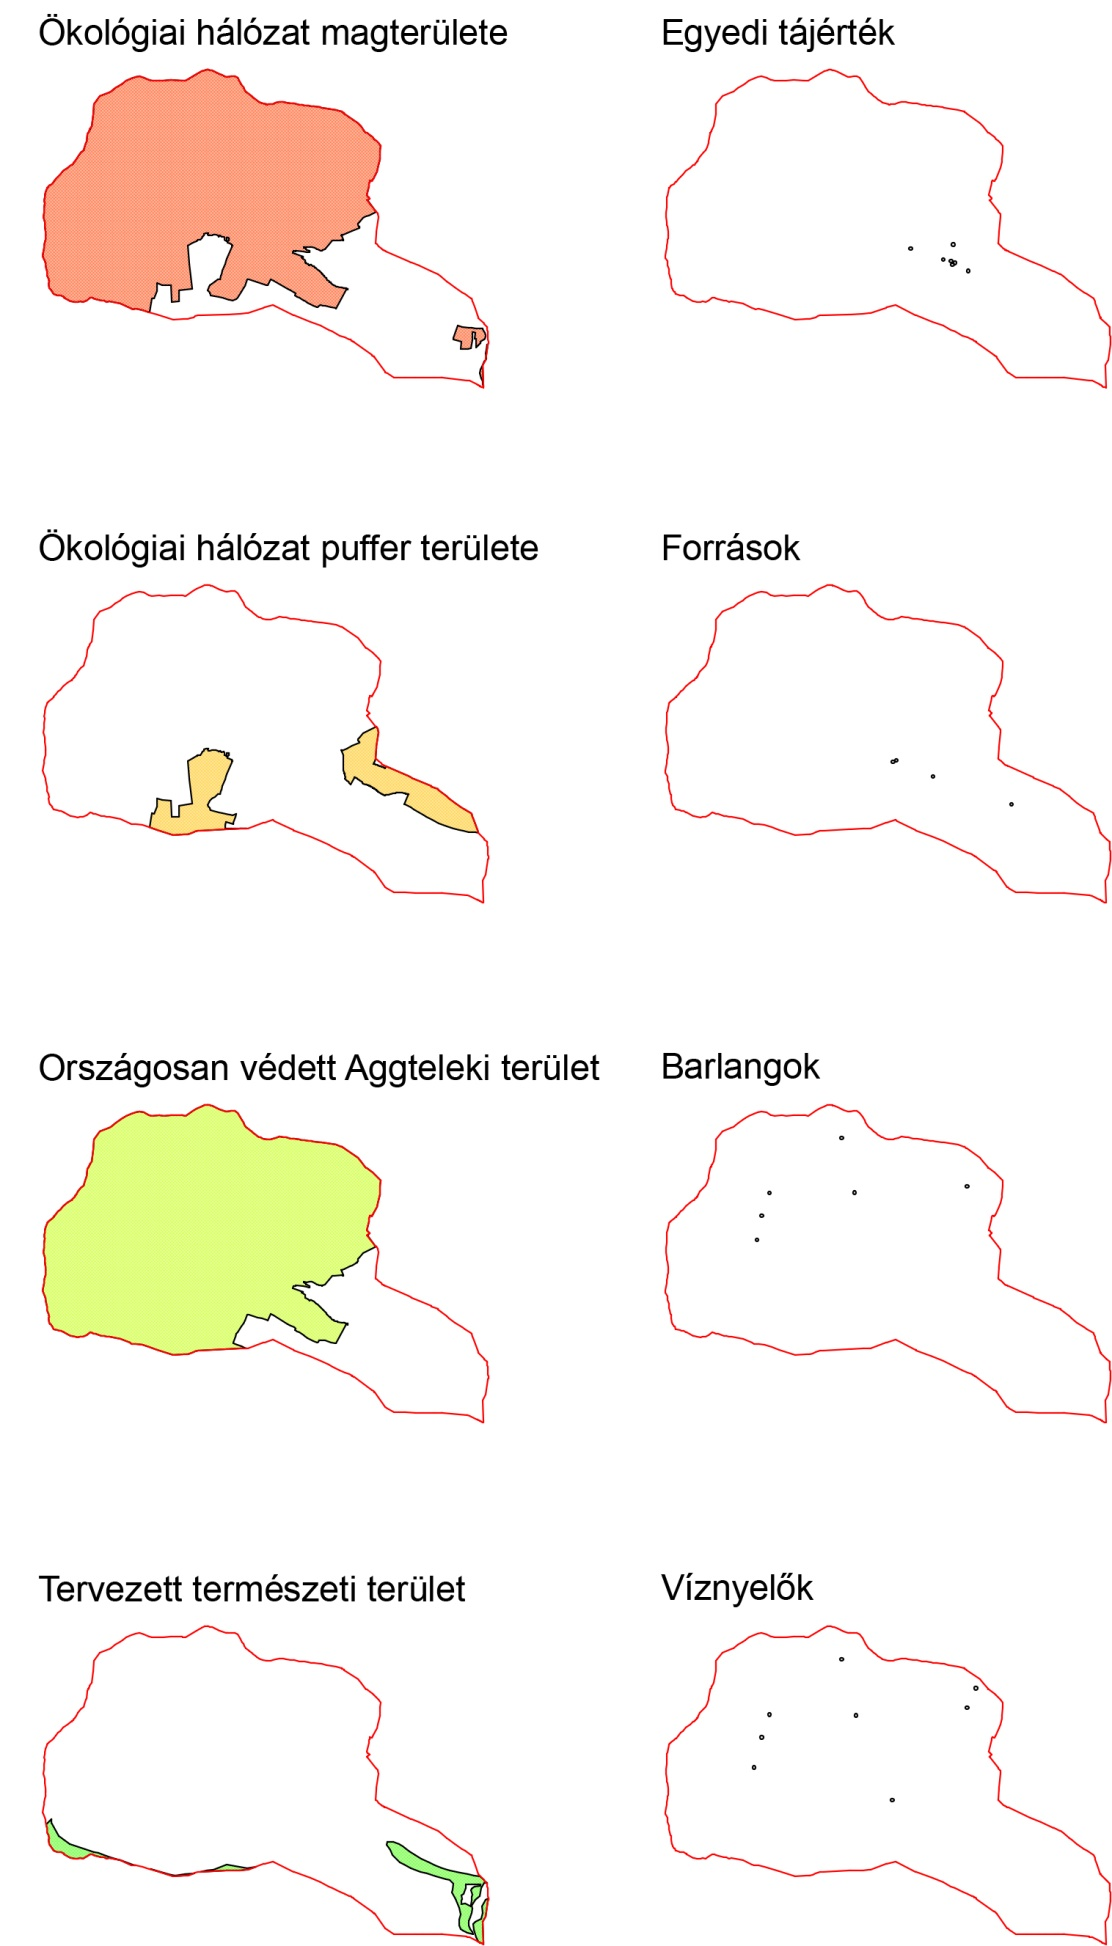 Ökológiai hálózat magterülete
Egyedi tájérték
Ökológiai hálózat puffer területe
Források
Országosan védett Aggteleki terület
Barlangok
Tervezett természeti terület
Víznyelők